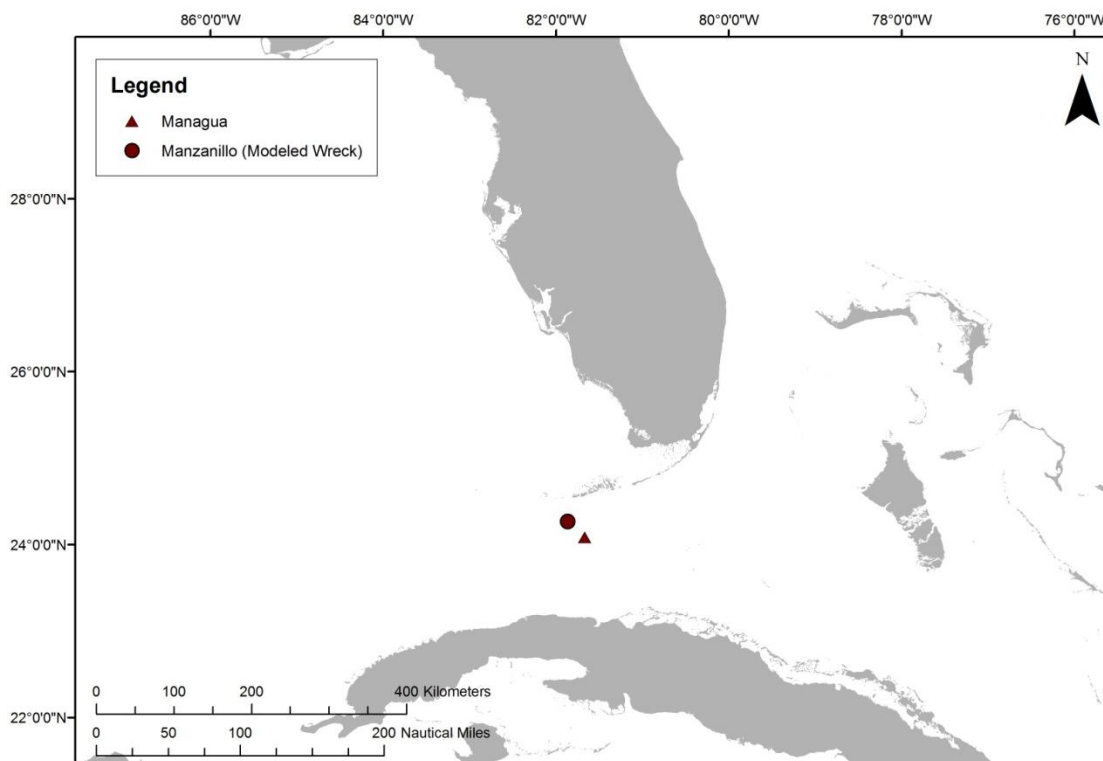 86°0'0"W 84°0'0"W 82°0'0"W 80°0'0"W 78°0'0"W 76°0'0"W
Legend
Managua
Manzanillo (Modeled Wreck)
N
28°0'0"N
26°0'0"N
24°0'0"N
22°0'0"N
0 100 200 400 Kilometers
0 50 100 200 Nautical Miles